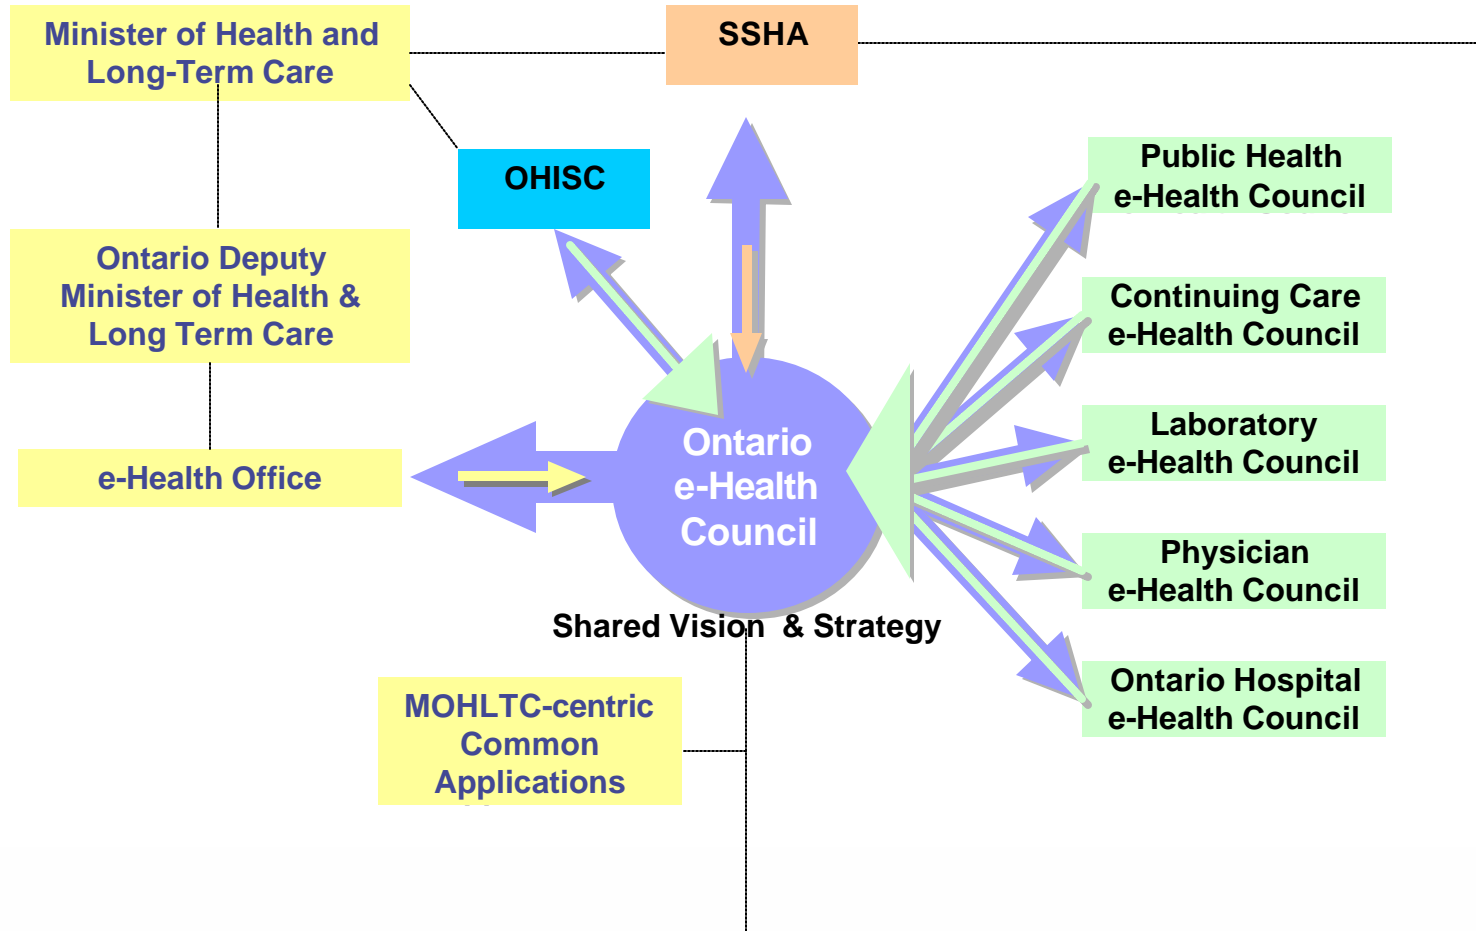 Minister of Health and
Long-Term Care
SSHA
OHISC
Public Health
e-Health Council
Ontario Deputy
Minister of Health &
Long Term Care
Continuing Care
e-Health Council
Laboratory
e-Health Council
e-Health Office
Ontario
e-Health
Council
Physician
e-Health Council
Shared Vision & Strategy
Ontario Hospital
e-Health Council
MOHLTC-centric
Common
Applications